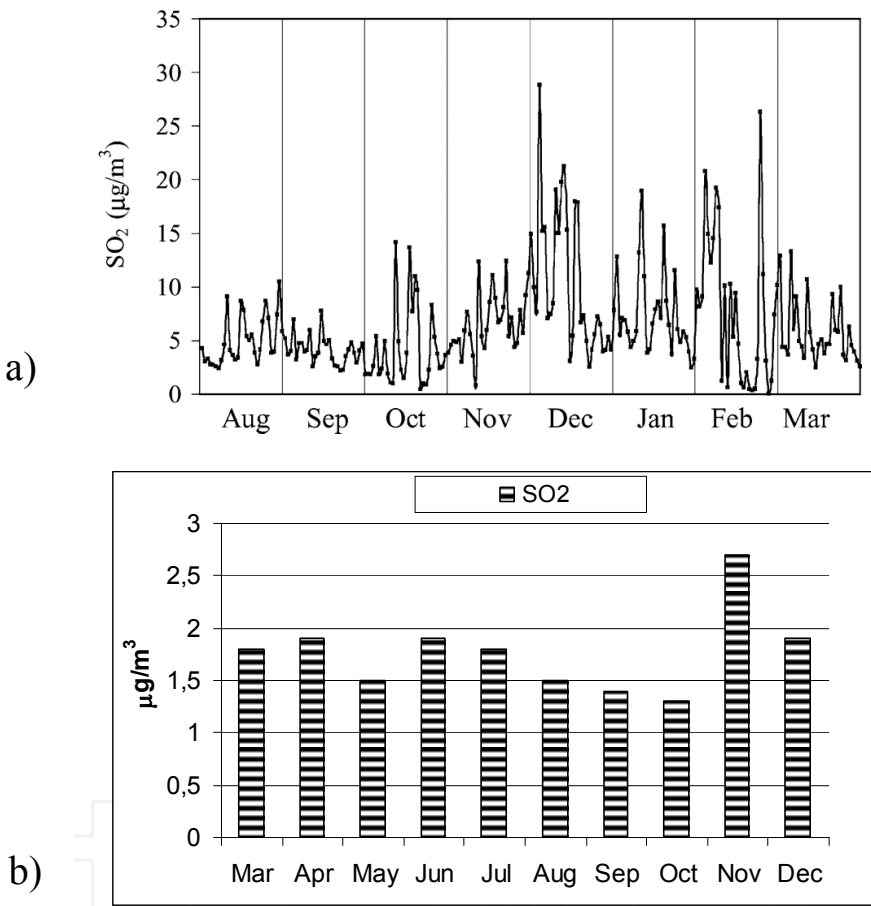 a)
SO₂ (µg/m³)
35
30
25
20
15
10
5
0
Aug Sep Oct Nov Dec Jan Feb Mar
b)
SO2
µg/m³
3
2,5
2
1,5
1
0,5
0
Mar Apr May Jun Jul Aug Sep Oct Nov Dec